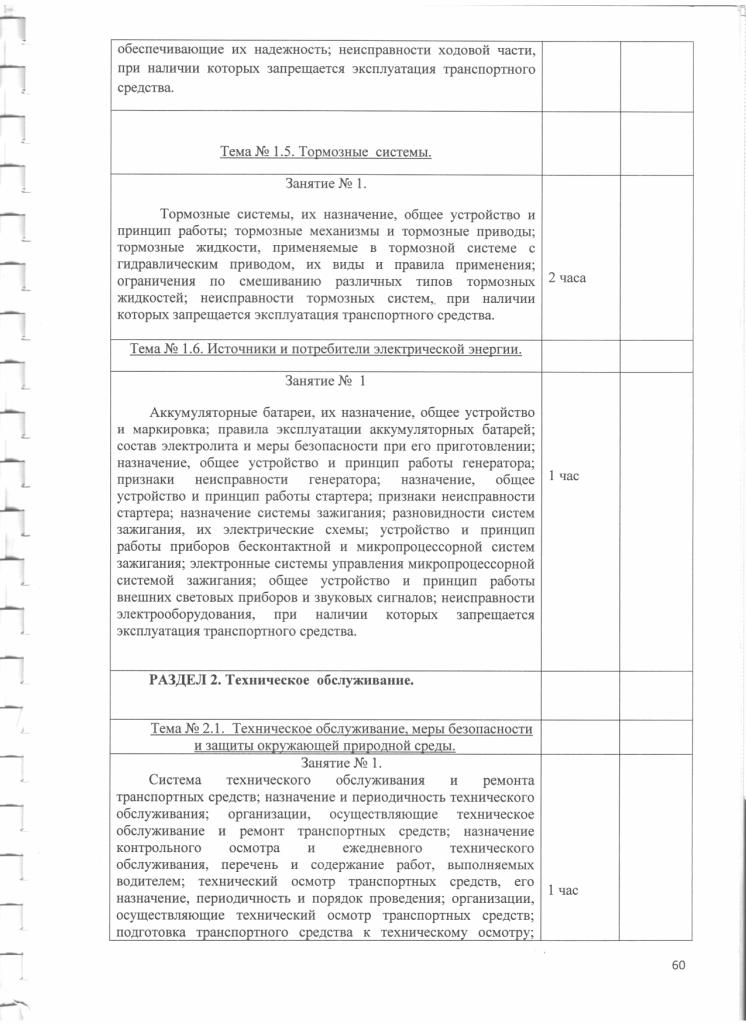 обеспечивающие их надежность; неисправности ходовой части,
при наличии которых запрещается эксплуатация транспортного
средства.
Тема № 1.5. Тормозные системы.
Занятие № 1.
Тормозные системы, их назначение, общее устройство и
принцип работы; тормозные механизмы и тормозные приводы;
тормозные жидкости, применяемые в тормозной системе с
гидравлическим приводом, их виды и правила применения;
ограничения по смешиванию различных типов тормозных
жидкостей; неисправности тормозных систем, при наличии
которых запрещается эксплуатация транспортного средства.
2 часа
Тема № 1.6. Источники и потребители электрической энергии.
Занятие № 1
Аккумуляторные батареи, их назначение, общее устройство
и маркировка; правила эксплуатации аккумуляторных батарей;
состав электролита и меры безопасности при его приготовлении;
назначение, общее устройство и принцип работы генератора;
признаки неисправности генератора; назначение, общее
устройство и принцип работы стартера; признаки неисправности
стартера; назначение системы зажигания; разновидности систем
зажигания, их электрические схемы; устройство и принцип
работы приборов бесконтактной и микропроцессорной систем
зажигания; электронные системы управления микропроцессорной
системой зажигания; общее устройство и принцип работы
внешних световых приборов и звуковых сигналов; неисправности
электрооборудования, при наличии которых запрещается
эксплуатация транспортного средства.
1 час
РАЗДЕЛ 2. Техническое обслуживание.
Тема № 2.1. Техническое обслуживание, меры безопасности
и защиты окружающей природной среды.
Занятие № 1.
Система технического обслуживания и ремонта
транспортных средств; назначение и периодичность технического
обслуживания; организации, осуществляющие техническое
обслуживание и ремонт транспортных средств; назначение
контрольного осмотра и ежедневного технического
обслуживания, перечень и содержание работ, выполняемых
водителем; технический осмотр транспортных средств, его
назначение, периодичность и порядок проведения; организации,
осуществляющие технический осмотр транспортных средств;
подготовка транспортного средства к техническому осмотру;
1 час
60